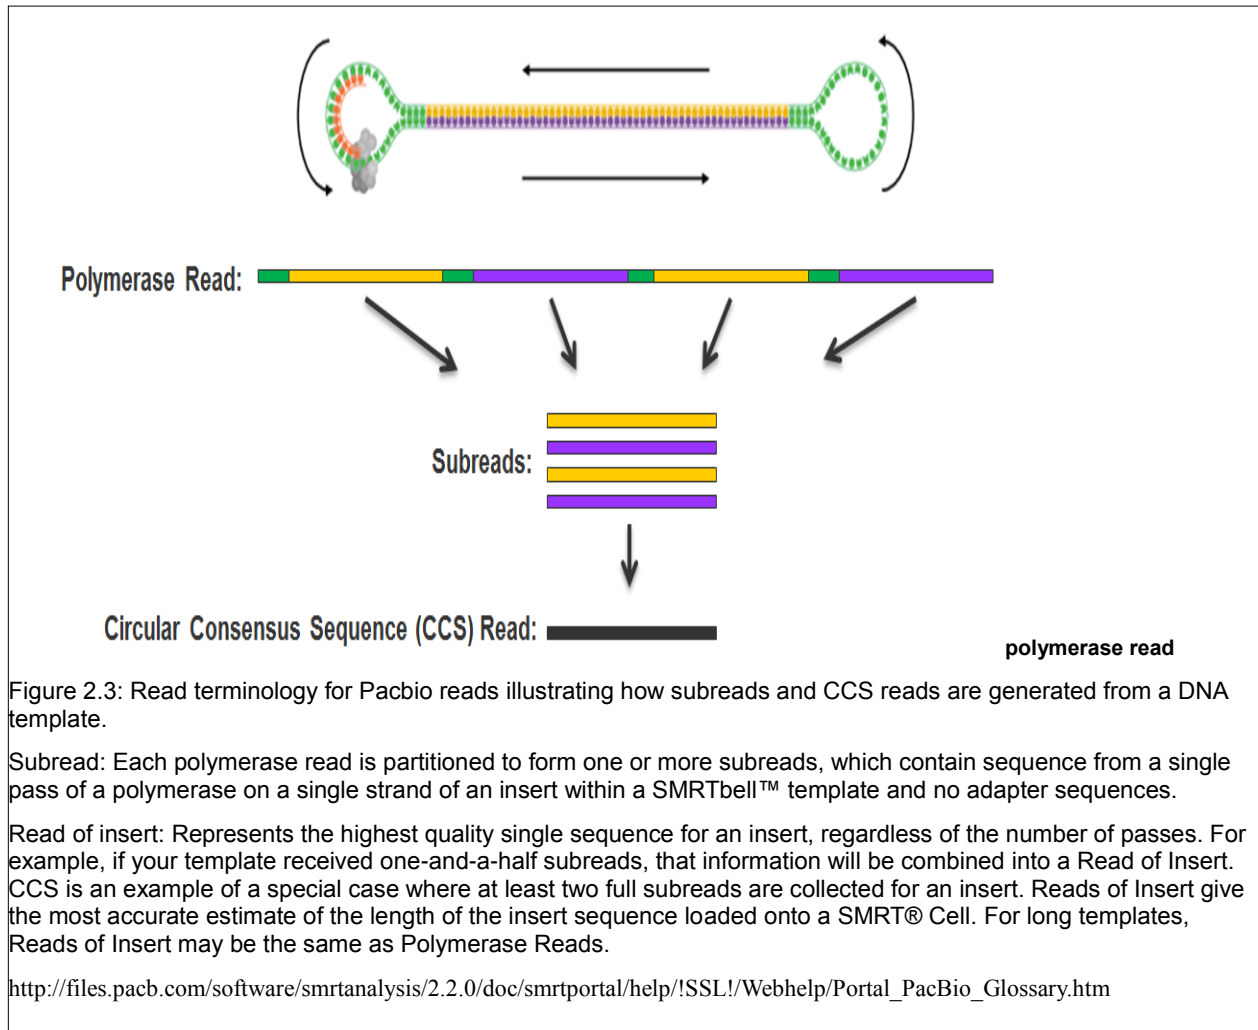 Polymerase Read:
Subreads:
Circular Consensus Sequence (CCS) Read:
polymerase read
Figure 2.3: Read terminology for Pacbio reads illustrating how subreads and CCS reads are generated from a DNA
template.
Subread: Each polymerase read is partitioned to form one or more subreads, which contain sequence from a single
pass of a polymerase on a single strand of an insert within a SMRTbell™ template and no adapter sequences.
Read of insert: Represents the highest quality single sequence for an insert, regardless of the number of passes. For
example, if your template received one-and-a-half subreads, that information will be combined into a Read of Insert.
CCS is an example of a special case where at least two full subreads are collected for an insert. Reads of Insert give
the most accurate estimate of the length of the insert sequence loaded onto a SMRT® Cell. For long templates,
Reads of Insert may be the same as Polymerase Reads.
http://files.pacb.com/software/smrtanalysis/2.2.0/doc/smrtportal/help/!SSL!/Webhelp/Portal_PacBio_Glossary.htm